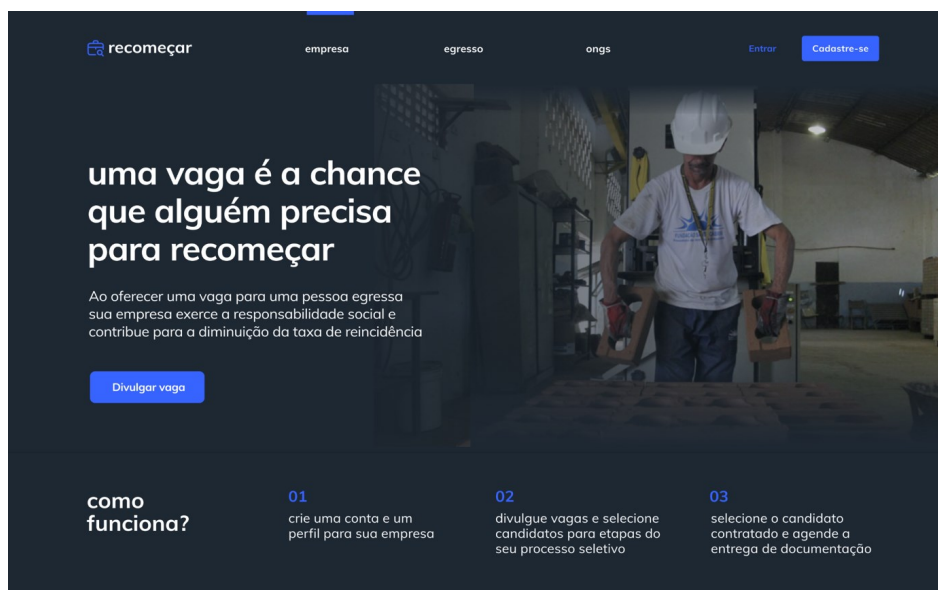 recomeçar
empresa
egresso
ongs
Entrar
Cadastre-se
uma vaga é a chance
que alguém precisa
para recomeçar
Ao oferecer uma vaga para uma pessoa egressa
sua empresa exerce a responsabilidade social e
contribue para a diminuição da taxa de reincidência
Divulgar vaga
como
funciona?
01
crie uma conta e um
perfil para sua empresa
02
divulgue vagas e selecione
candidatos para etapas do
seu processo seletivo
03
selecione o candidato
contratado e agende a
entrega de documentação